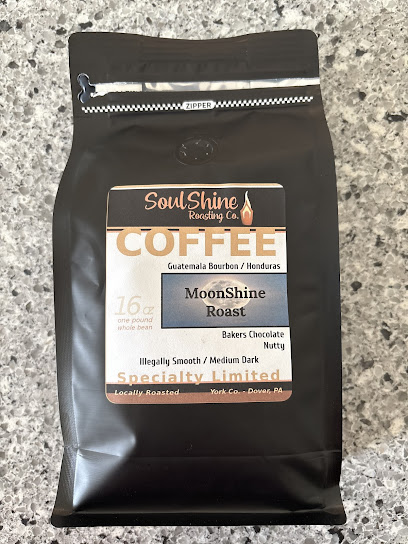 ZIPPER
SoulShine
Roasting Co.
COFFEE
Guatemala Bourbon / Honduras
16oz
one pound
whole bean
MoonShine
Roast
Bakers Chocolate
Nutty
Illegally Smooth / Medium Dark
Specialty Limited
Locally Roasted York Co. - Dover, PA